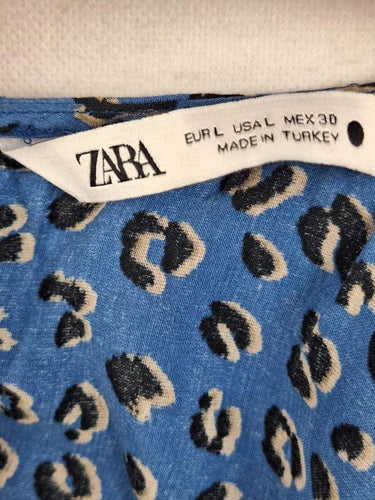 ZARA
EUR L USA L MEX 30
MADE IN TURKEY